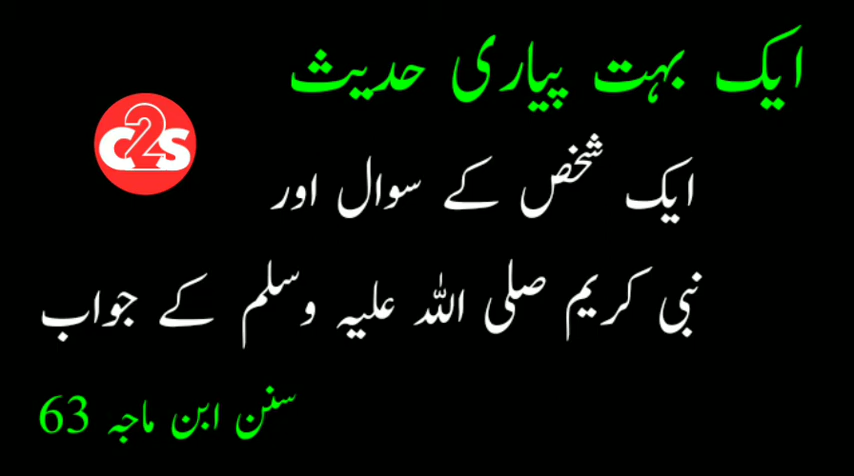 ایک بہت پیاری حدیث
C2S
ایک شخص کے سوال اور
نبی کریم صلی اللہ علیہ وسلم کے جواب
سنن ابن ماجہ 63